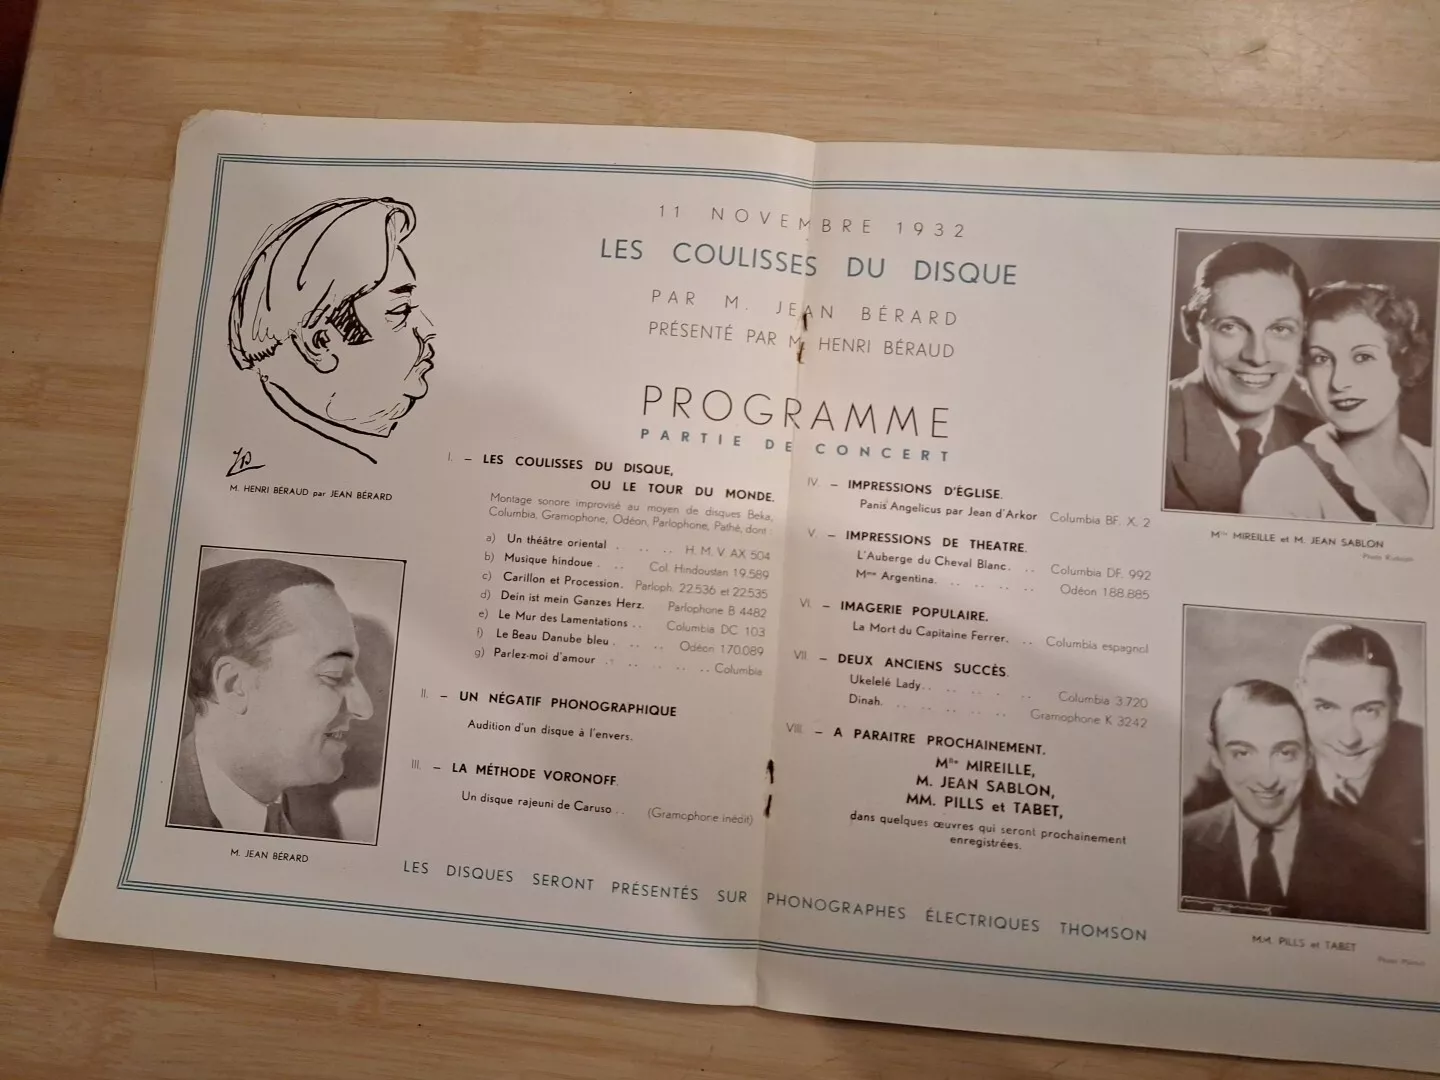 11 NOVEMBRE 1932
LES COULISSES DU DISQUE
PAR M. JEAN BÉRARD
PRÉSENTÉ PAR M. HENRI BÉRAUD
PROGRAMME
PARTIE DE CONCERT
M. HENRI BÉRAUD par JEAN BÉRARD
M. JEAN BÉRARD
I. – LES COULISSES DU DISQUE,
OU LE TOUR DU MONDE.
Montage sonore improvisé au moyen de disques Beka,
Columbia, Gramophone, Odéon, Parlophone, Pathé, dont :
a) Un théâtre oriental . .. .. H. M. V AX 504
b) Musique hindoue . .. Col. Hindoustan 19.589
c) Carillon et Procession. Parloph. 22.536 et 22.535
d) Dein ist mein Ganzes Herz. Parlophone B 4482
e) Le Mur des Lamentations .. Columbia DC 103
f) Le Beau Danube bleu . .. .. Odéon 170.089
g) Parlez-moi d'amour .. .. .. .. Columbia
II. – UN NÉGATIF PHONOGRAPHIQUE
Audition d'un disque à l'envers.
III. – LA MÉTHODE VORONOFF.
Un disque rajeuni de Caruso .. (Gramophone inédit)
IV. – IMPRESSIONS D'ÉGLISE.
Panis Angelicus par Jean d'Arkor Columbia BF. X. 2
V. – IMPRESSIONS DE THEATRE.
L'Auberge du Cheval Blanc. .. Columbia DF. 992
Mme Argentina. .. .. .. .. Odéon 188.885
VI. – IMAGERIE POPULAIRE.
La Mort du Capitaine Ferrer. .. Columbia espagnol
VII. – DEUX ANCIENS SUCCÈS.
Ukelelé Lady.. .. .. .. .. Columbia 3.720
Dinah. .. .. .. .. .. Gramophone K 3242
VIII. – A PARAITRE PROCHAINEMENT.
Mlle MIREILLE,
M. JEAN SABLON,
MM. PILLS et TABET,
dans quelques œuvres qui seront prochainement
enregistrées.
LES DISQUES SERONT PRÉSENTÉS SUR PHONOGRAPHES ÉLECTRIQUES THOMSON
Mlle MIREILLE et M. JEAN SABLON
Photo
MM. PILLS et TABET
Photo